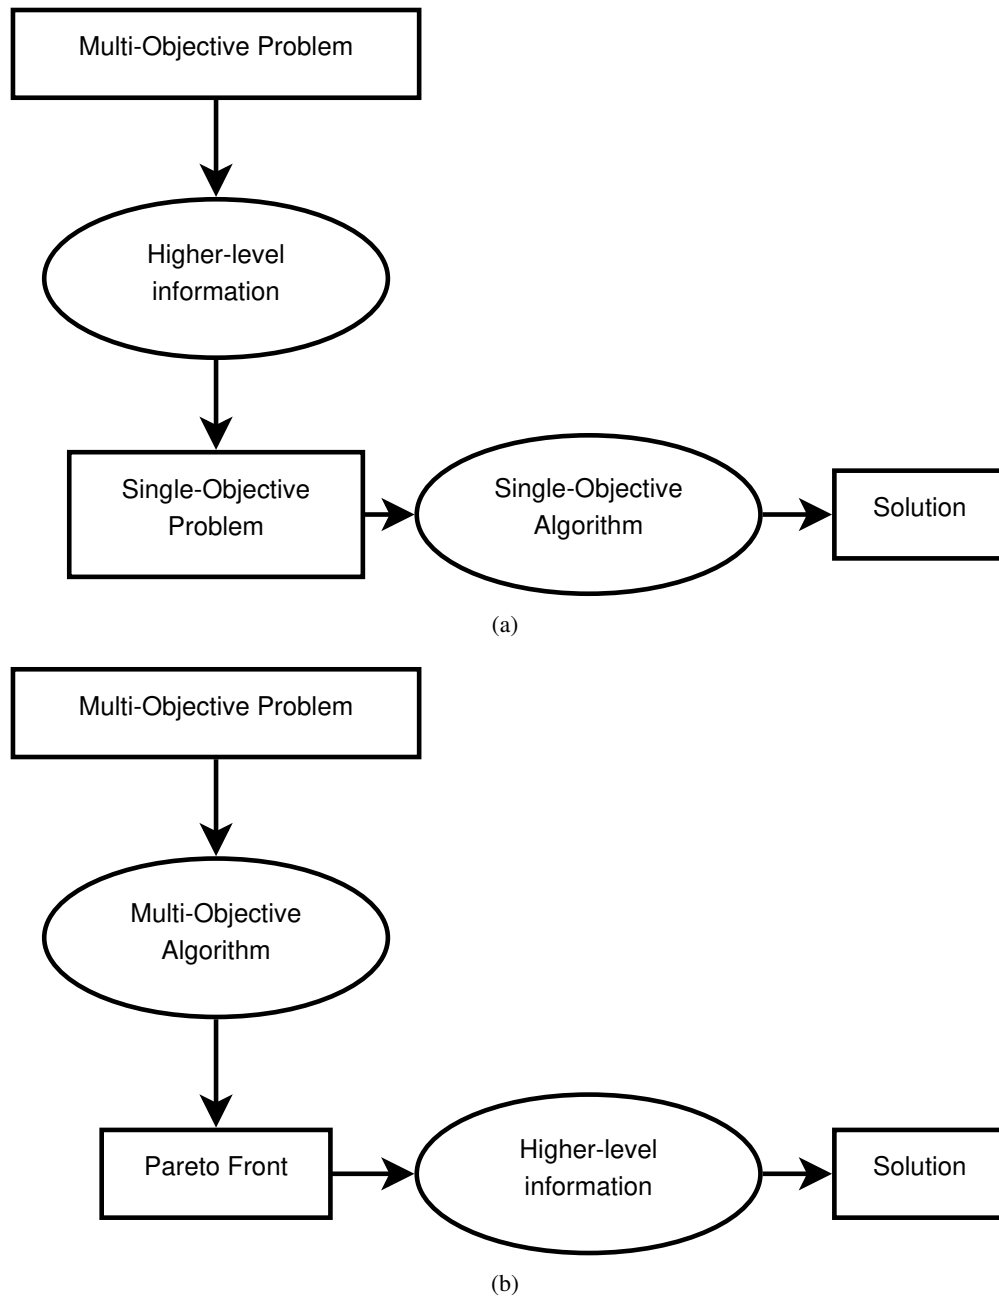 Multi-Objective Problem
Higher-level
information
Single-Objective
Problem
Single-Objective
Algorithm
Solution
(a)
Multi-Objective Problem
Multi-Objective
Algorithm
Pareto Front
Higher-level
information
Solution
(b)